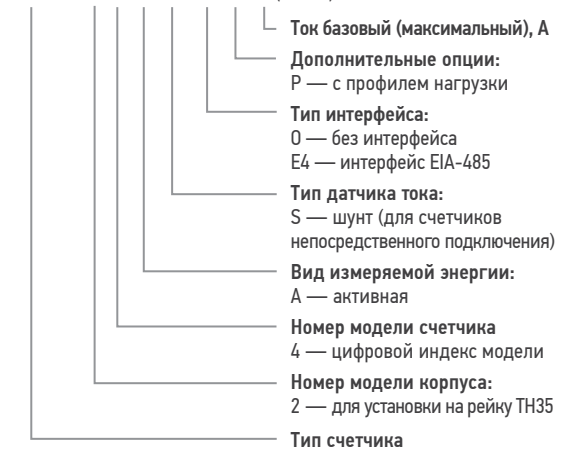 Ток базовый (максимальный), А
Дополнительные опции:
P — с профилем нагрузки
Тип интерфейса:
0 — без интерфейса
E4 — интерфейс EIA-485
Тип датчика тока:
S — шунт (для счетчиков
непосредственного подключения)
Вид измеряемой энергии:
А — активная
Номер модели счетчика
4 — цифровой индекс модели
Номер модели корпуса:
2 — для установки на рейку TH35
Тип счетчика